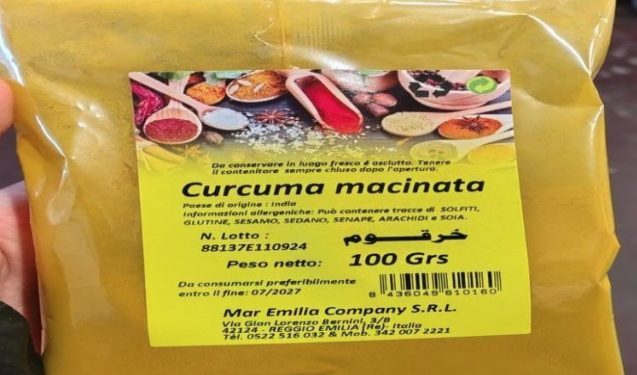 Da conservare in luogo fresco é asciutto. Tenere
il contenitore sempre chiuso dopo l'apertura.
Curcuma macinata
Poese di origine : India
Informazioni allergeniche: Può contenere tracce di SOLFITI,
GLUTINE, SESAMO, SEDANO, SENAPE, ARACHIDI e SOIA.
N. Lotto :
88137E110924
خرقوم
Peso netto: 100 Grs
Da consumarsi preferibilmente
entro il fine: 07/2027
8 436049 610160
Mar Emilia Company S.R.L.
Via Gian Lorenzo Bernini, 3/8
42124 - REGGIO EMILIA (Re)- Italia
Tél. 0522 516 032 & Mob. 342 007 2221